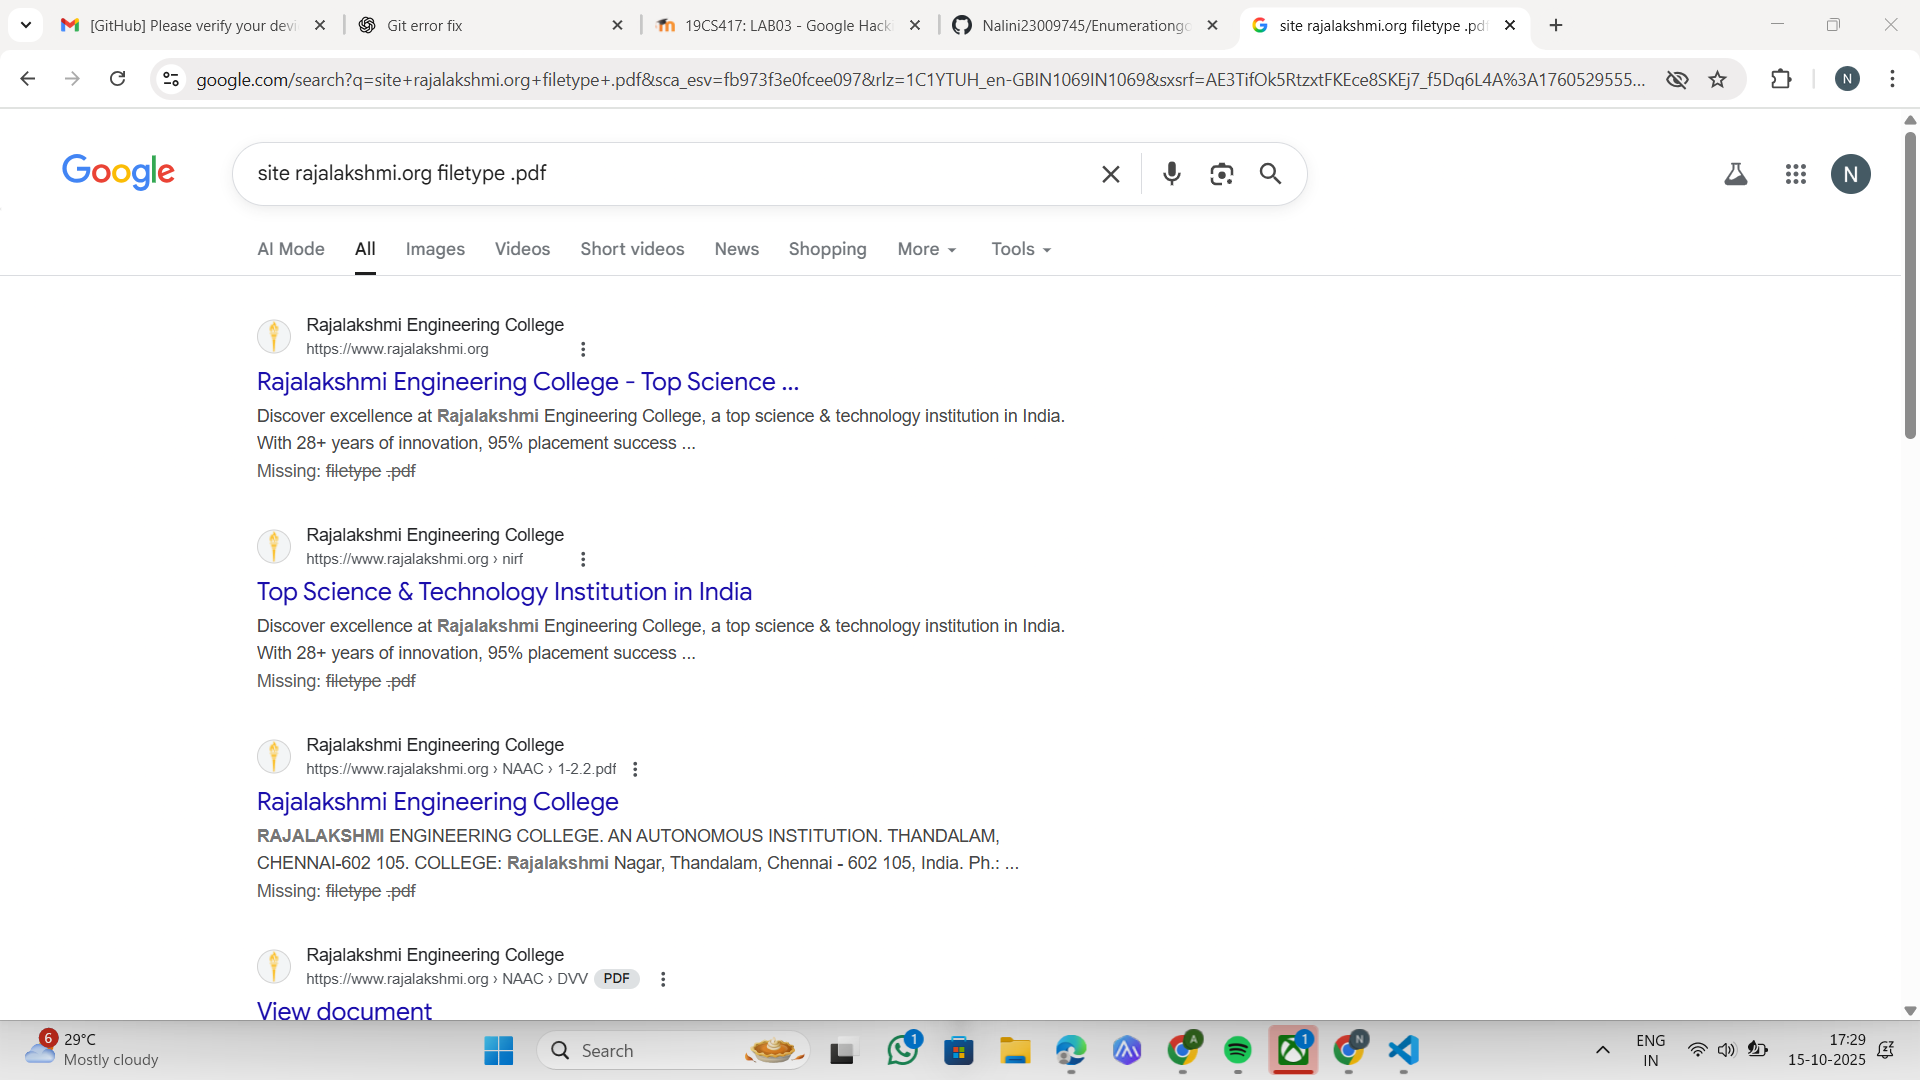 [GitHub] Please verify your devi
Git error fix
19CS417: LAB03 - Google Hacki
Nalini23009745/Enumerationgo
site rajalakshmi.org filetype .pdf
google.com/search?q=site+rajalakshmi.org+filetype+.pdf&sca_esv=fb973f3e0fcee097&rlz=1C1YTUH_en-GBIN1069IN1069&sxsrf=AE3TifOk5RtzxtFKEce8SKEj7_f5Dq6L4A%3A1760529555...
N
Google
site rajalakshmi.org filetype .pdf
N
AI Mode
All
Images
Videos
Short videos
News
Shopping
More
Tools
Rajalakshmi Engineering College
https://www.rajalakshmi.org
Rajalakshmi Engineering College - Top Science ...
Discover excellence at Rajalakshmi Engineering College, a top science & technology institution in India.
With 28+ years of innovation, 95% placement success ...
Missing: filetype .pdf
Rajalakshmi Engineering College
https://www.rajalakshmi.org › nirf
Top Science & Technology Institution in India
Discover excellence at Rajalakshmi Engineering College, a top science & technology institution in India.
With 28+ years of innovation, 95% placement success ...
Missing: filetype .pdf
Rajalakshmi Engineering College
https://www.rajalakshmi.org › NAAC › 1-2.2.pdf
Rajalakshmi Engineering College
RAJALAKSHMI ENGINEERING COLLEGE. AN AUTONOMOUS INSTITUTION. THANDALAM,
CHENNAI-602 105. COLLEGE: Rajalakshmi Nagar, Thandalam, Chennai - 602 105, India. Ph.: ...
Missing: filetype .pdf
Rajalakshmi Engineering College
https://www.rajalakshmi.org › NAAC › DVV PDF
View document
6
29°C
Mostly cloudy
Search
1
A
1
N
ENG
IN
17:29
15-10-2025